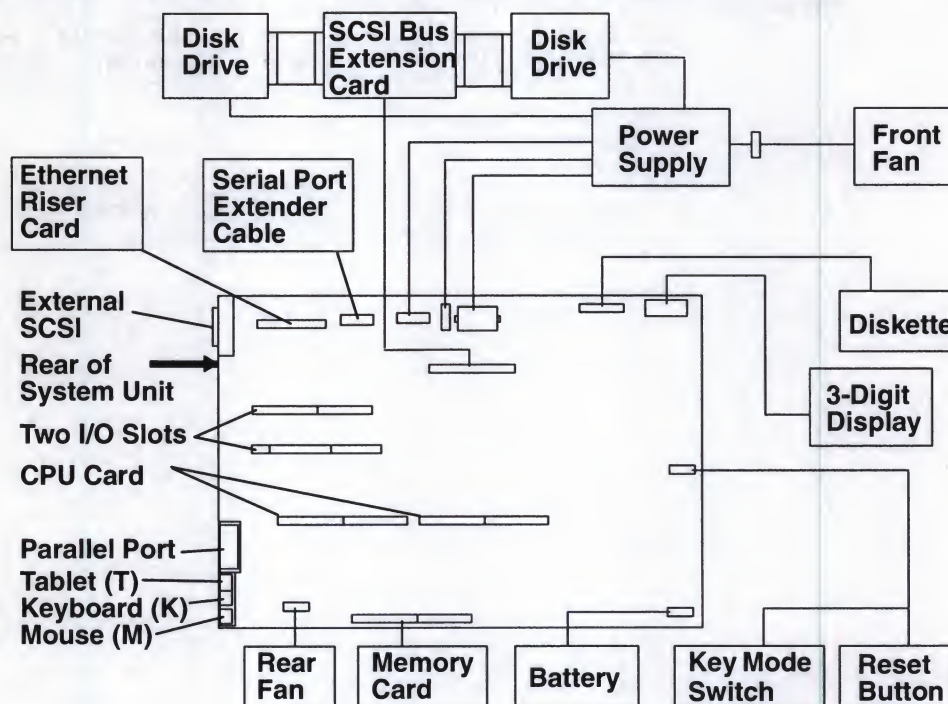 Disk
Drive
SCSI Bus
Extension
Card
Disk
Drive
Power
Supply
Front
Fan
Ethernet
Riser
Card
Serial Port
Extender
Cable
External
SCSI
Diskette
Rear of
System Unit
3-Digit
Display
Two I/O Slots
CPU Card
Parallel Port
Tablet (T)
Keyboard (K)
Mouse (M)
Rear
Fan
Memory
Card
Battery
Key Mode
Switch
Reset
Button